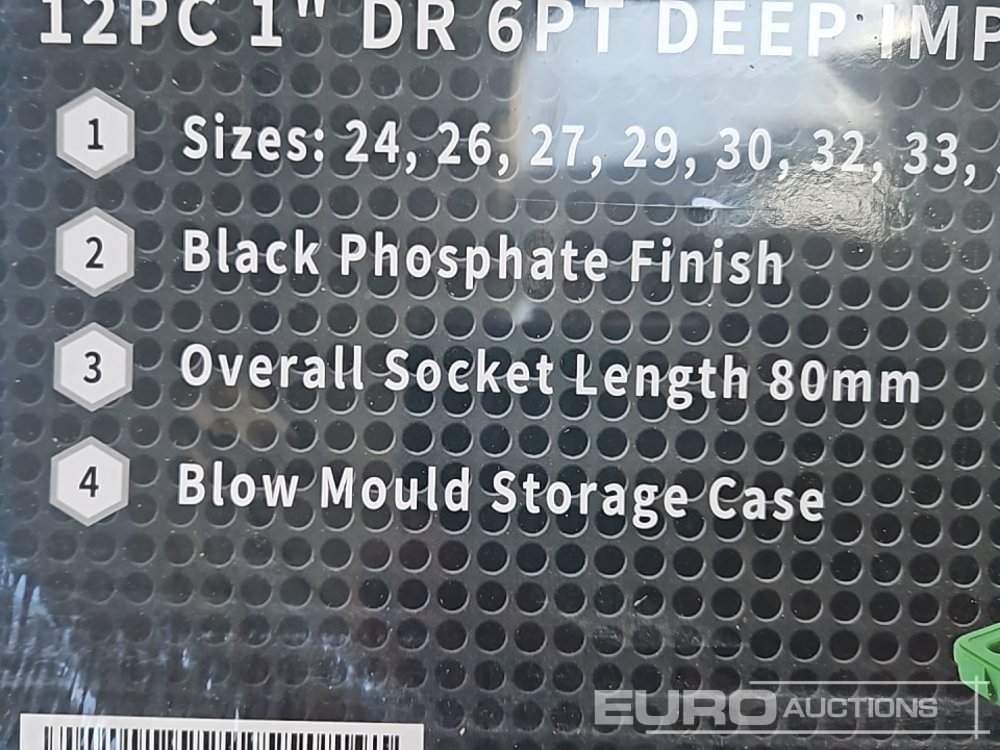 12PC 1" DR 6PT DEEP IMP
1 Sizes: 24, 26, 27, 29, 30, 32, 33,
2 Black Phosphate Finish
3 Overall Socket Length 80mm
4 Blow Mould Storage Case
EURO AUCTIONS